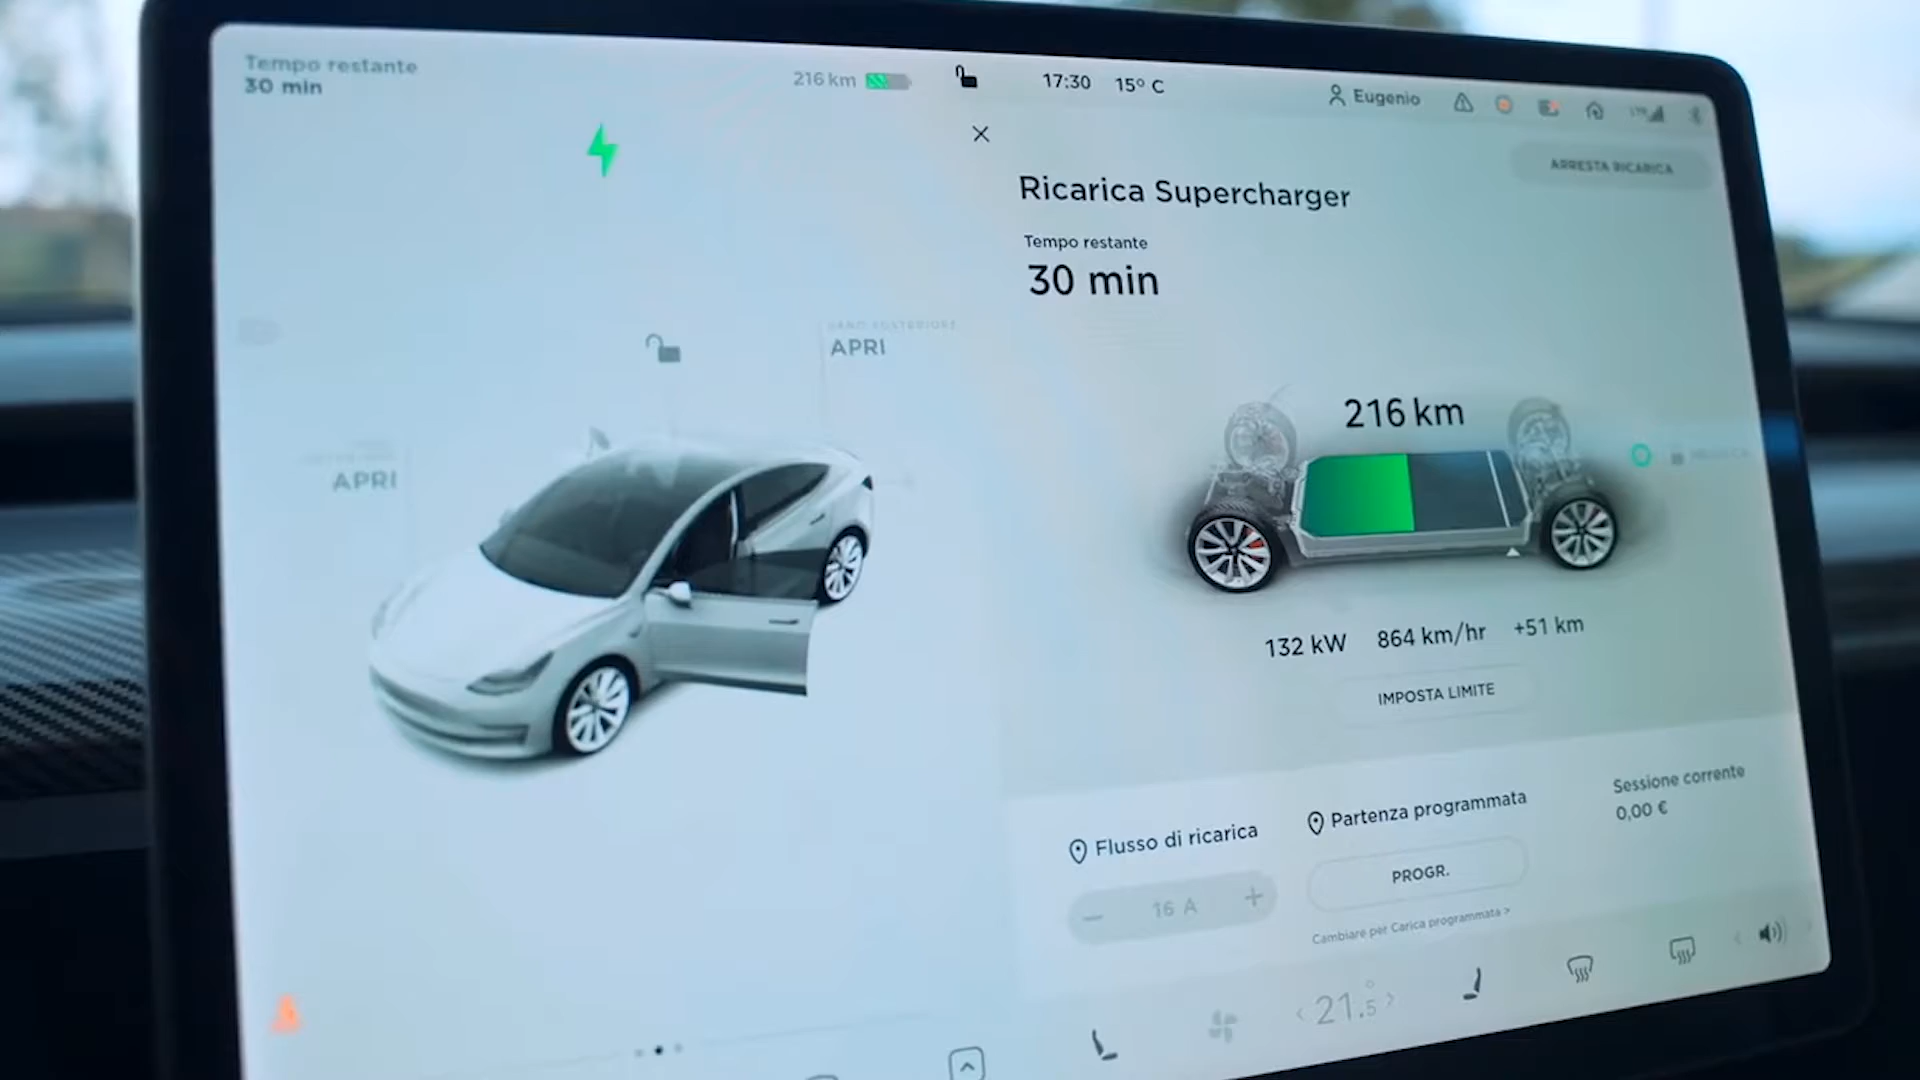 Tempo restante
30 min
216 km
17:30
15° C
Eugenio
LTE
ARRESTA RICARICA
Ricarica Supercharger
Tempo restante
30 min
APRI
APRI
216 km
132 kW 864 km/hr +51 km
IMPOSTA LIMITE
Flusso di ricarica
16 A
Partenza programmata
PROGR.
Cambiare per Carica programmata >
Sessione corrente
0,00 €
21.5°